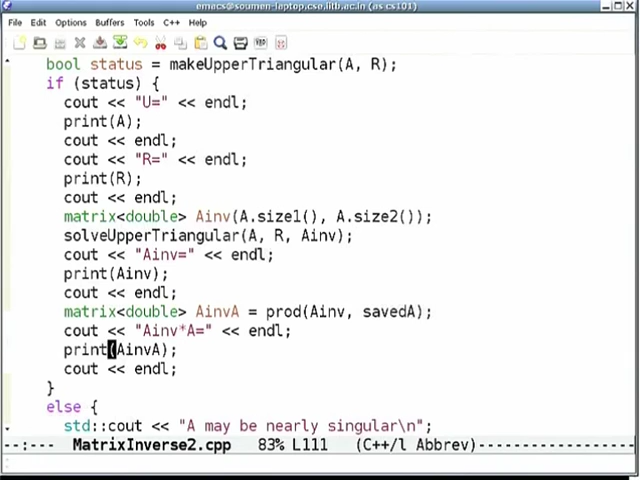 emacs@soumen-laptop.cse.iitb.ac.in (as cs101)
File Edit Options Buffers Tools C++ Help
bool status = makeUpperTriangular(A, R);
if (status) {
cout << "U=" << endl;
print(A);
cout << endl;
cout << "R=" << endl;
print(R);
cout << endl;
matrix<double> Ainv(A.size1(), A.size2());
solveUpperTriangular(A, R, Ainv);
cout << "Ainv=" << endl;
print(Ainv);
cout << endl;
matrix<double> AinvA = prod(Ainv, savedA);
cout << "Ainv*A=" << endl;
print(AinvA);
cout << endl;
}
else {
std::cout << "A may be nearly singular\n";
--:--- MatrixInverse2.cpp 83% L111 (C++/l Abbrev)----------------